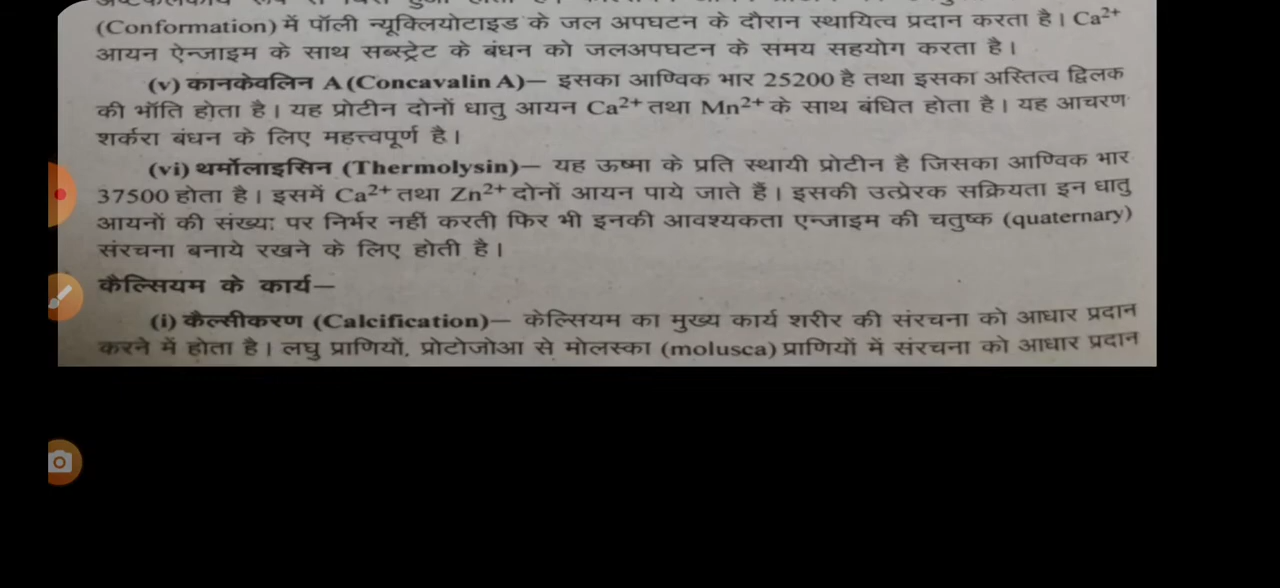 (Conformation) में पॉली न्यूक्लियोटाइड के जल अपघटन के दौरान स्थायित्व प्रदान करता है। Ca²⁺
आयन ऐन्जाइम के साथ सब्स्ट्रेट के बंधन को जलअपघटन के समय सहयोग करता है।
(v) कानकेवलिन A (Concavalin A)— इसका आण्विक भार 25200 है तथा इसका अस्तित्व द्विलक
की भॉति होता है। यह प्रोटीन दोनों धातु आयन Ca²⁺ तथा Mn²⁺ के साथ बंधित होता है। यह आचरण
शर्करा बंधन के लिए महत्त्वपूर्ण है।
(vi) थर्मोलाइसिन (Thermolysin)— यह ऊष्मा के प्रति स्थायी प्रोटीन है जिसका आण्विक भार
37500 होता है। इसमें Ca²⁺ तथा Zn²⁺ दोनों आयन पाये जाते हैं। इसकी उत्प्रेरक सक्रियता इन धातु
आयनों की संख्या पर निर्भर नहीं करती फिर भी इनकी आवश्यकता एन्जाइम की चतुष्क (quaternary)
संरचना बनाये रखने के लिए होती है।
कैल्सियम के कार्य—
(i) कैल्सीकरण (Calcification)— केल्सियम का मुख्य कार्य शरीर की संरचना को आधार प्रदान
करने में होता है। लघु प्राणियों, प्रोटोजोआ से मोलस्का (molusca) प्राणियों में संरचना को आधार प्रदान